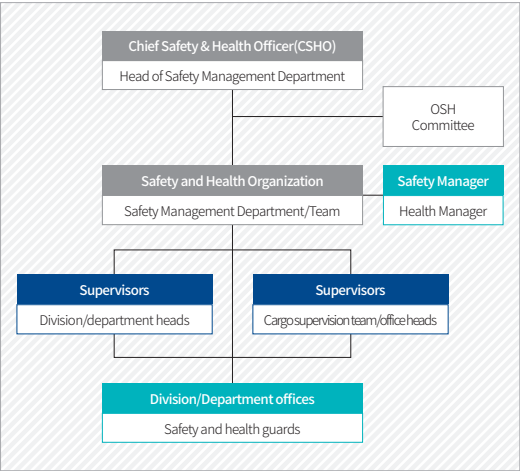 Chief Safety & Health Officer(CSHO)
Head of Safety Management Department
OSH
Committee
Safety and Health Organization
Safety Management Department/Team
Safety Manager
Health Manager
Supervisors
Division/department heads
Supervisors
Cargo supervision team/office heads
Division/Department offices
Safety and health guards